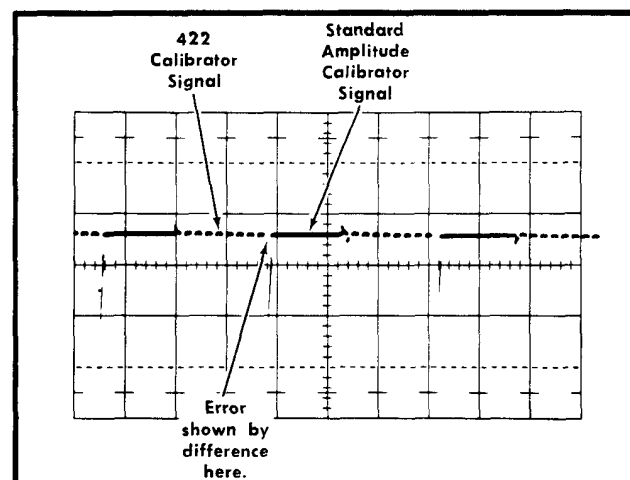 422
Calibrator
Signal
Standard
Amplitude
Calibrator
Signal
Error
shown by
difference
here.